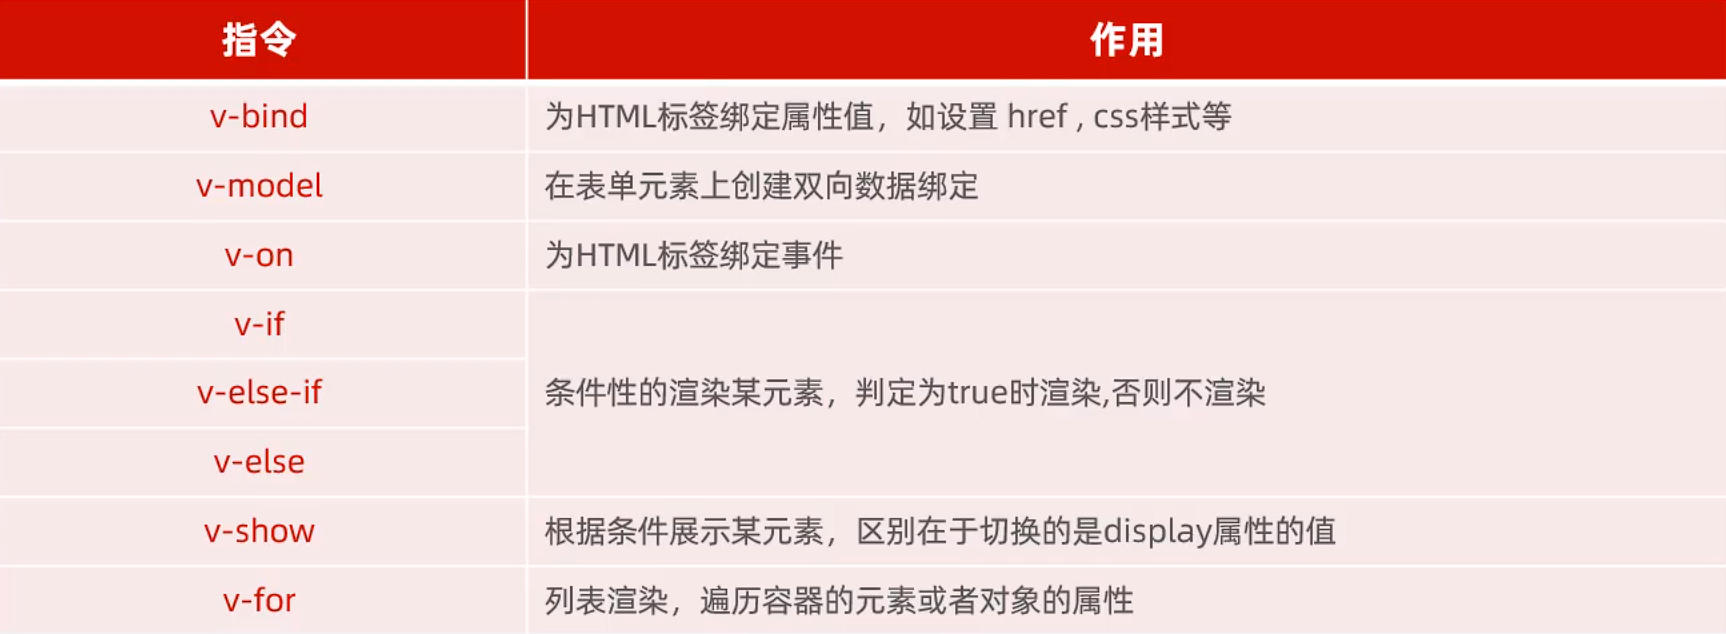 指令 作用
v-bind 为HTML标签绑定属性值，如设置 href , css样式等
v-model 在表单元素上创建双向数据绑定
v-on 为HTML标签绑定事件
v-if
v-else-if 条件性的渲染某元素，判定为true时渲染,否则不渲染
v-else
v-show 根据条件展示某元素，区别在于切换的是display属性的值
v-for 列表渲染，遍历容器的元素或者对象的属性